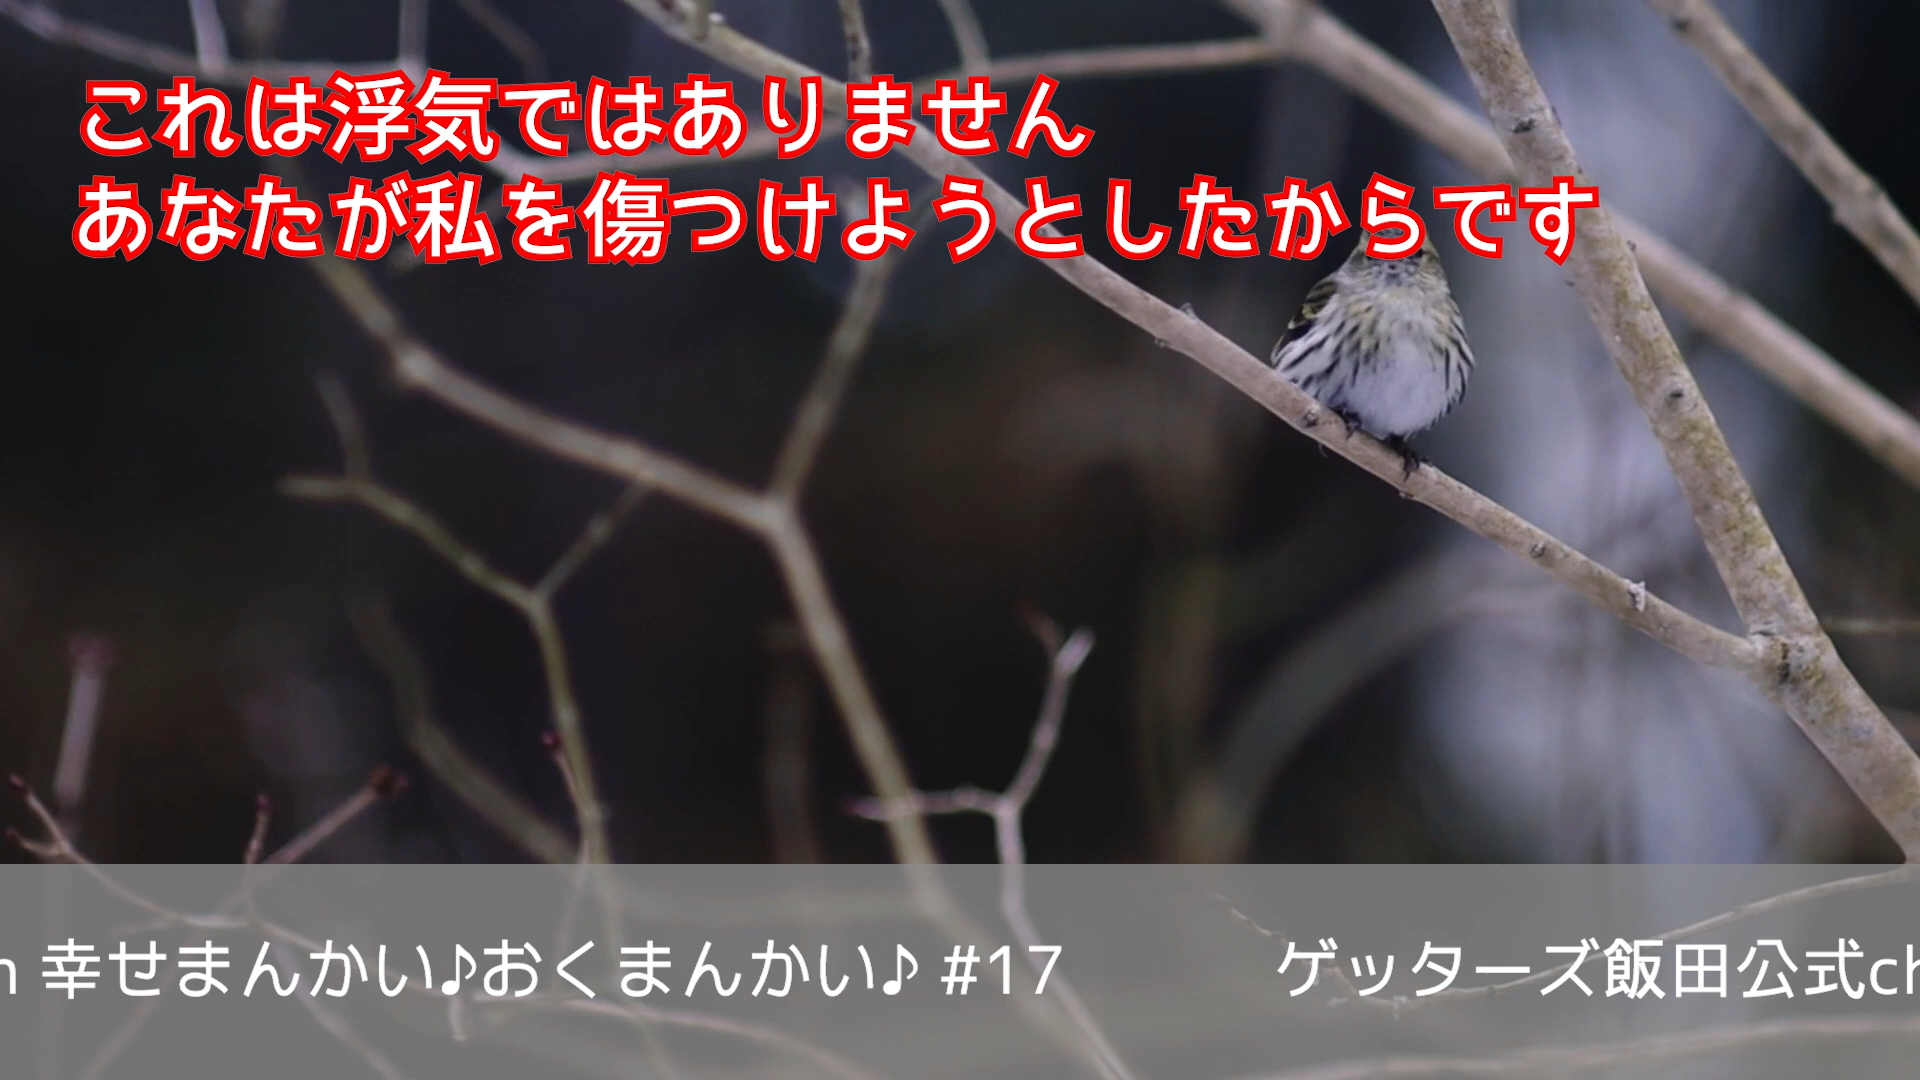 これは浮気ではありません
あなたが私を傷つけようとしたからです
幸せまんかい♪おくまんかい♪ #17 ゲッターズ飯田公式ch